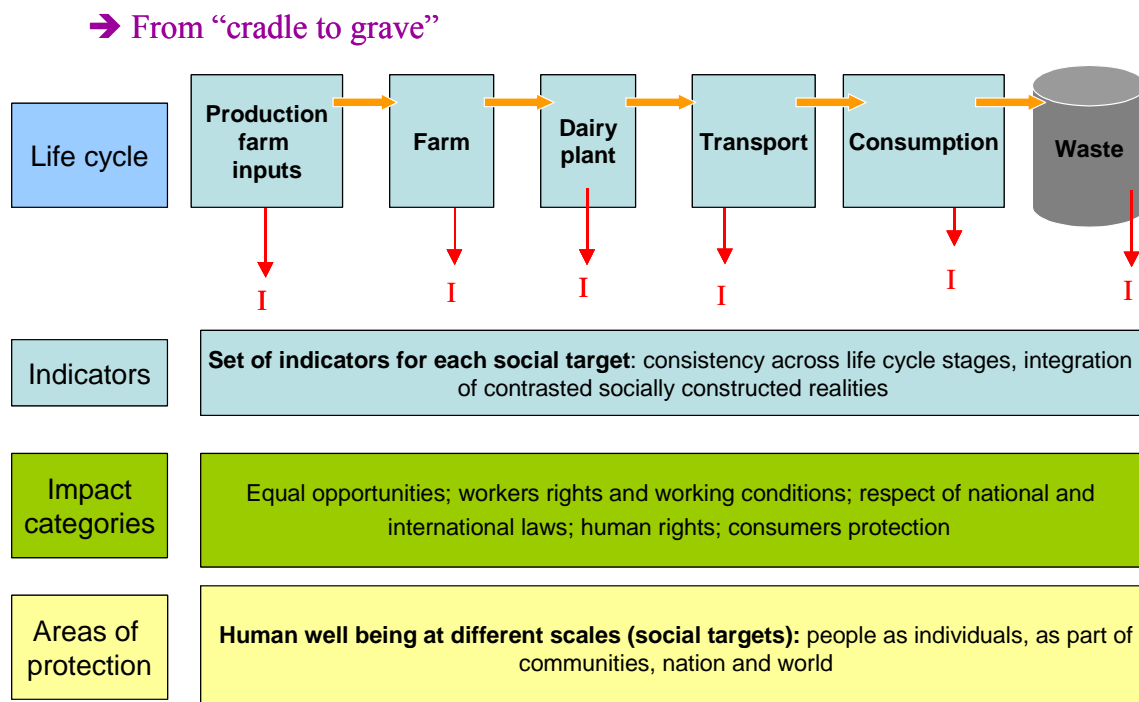 ➔ From “cradle to grave”
Life cycle
Production
farm
inputs
Farm
Dairy
plant
Transport
Consumption
Waste
I
I
I
I
I
I
Indicators
Set of indicators for each social target: consistency across life cycle stages, integration
of contrasted socially constructed realities
Impact
categories
Equal opportunities; workers rights and working conditions; respect of national and
international laws; human rights; consumers protection
Areas of
protection
Human well being at different scales (social targets): people as individuals, as part of
communities, nation and world